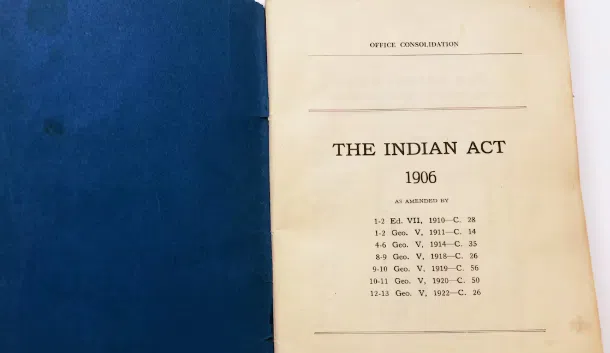 OFFICE CONSOLIDATION
THE INDIAN ACT
1906
AS AMENDED BY
1-2 Ed. VII, 1910—C. 28
1-2 Geo. V, 1911—C. 14
4-6 Geo. V, 1914—C. 35
8-9 Geo. V, 1918—C. 26
9-10 Geo. V, 1919—C. 56
10-11 Geo. V, 1920—C. 50
12-13 Geo. V, 1922—C. 26